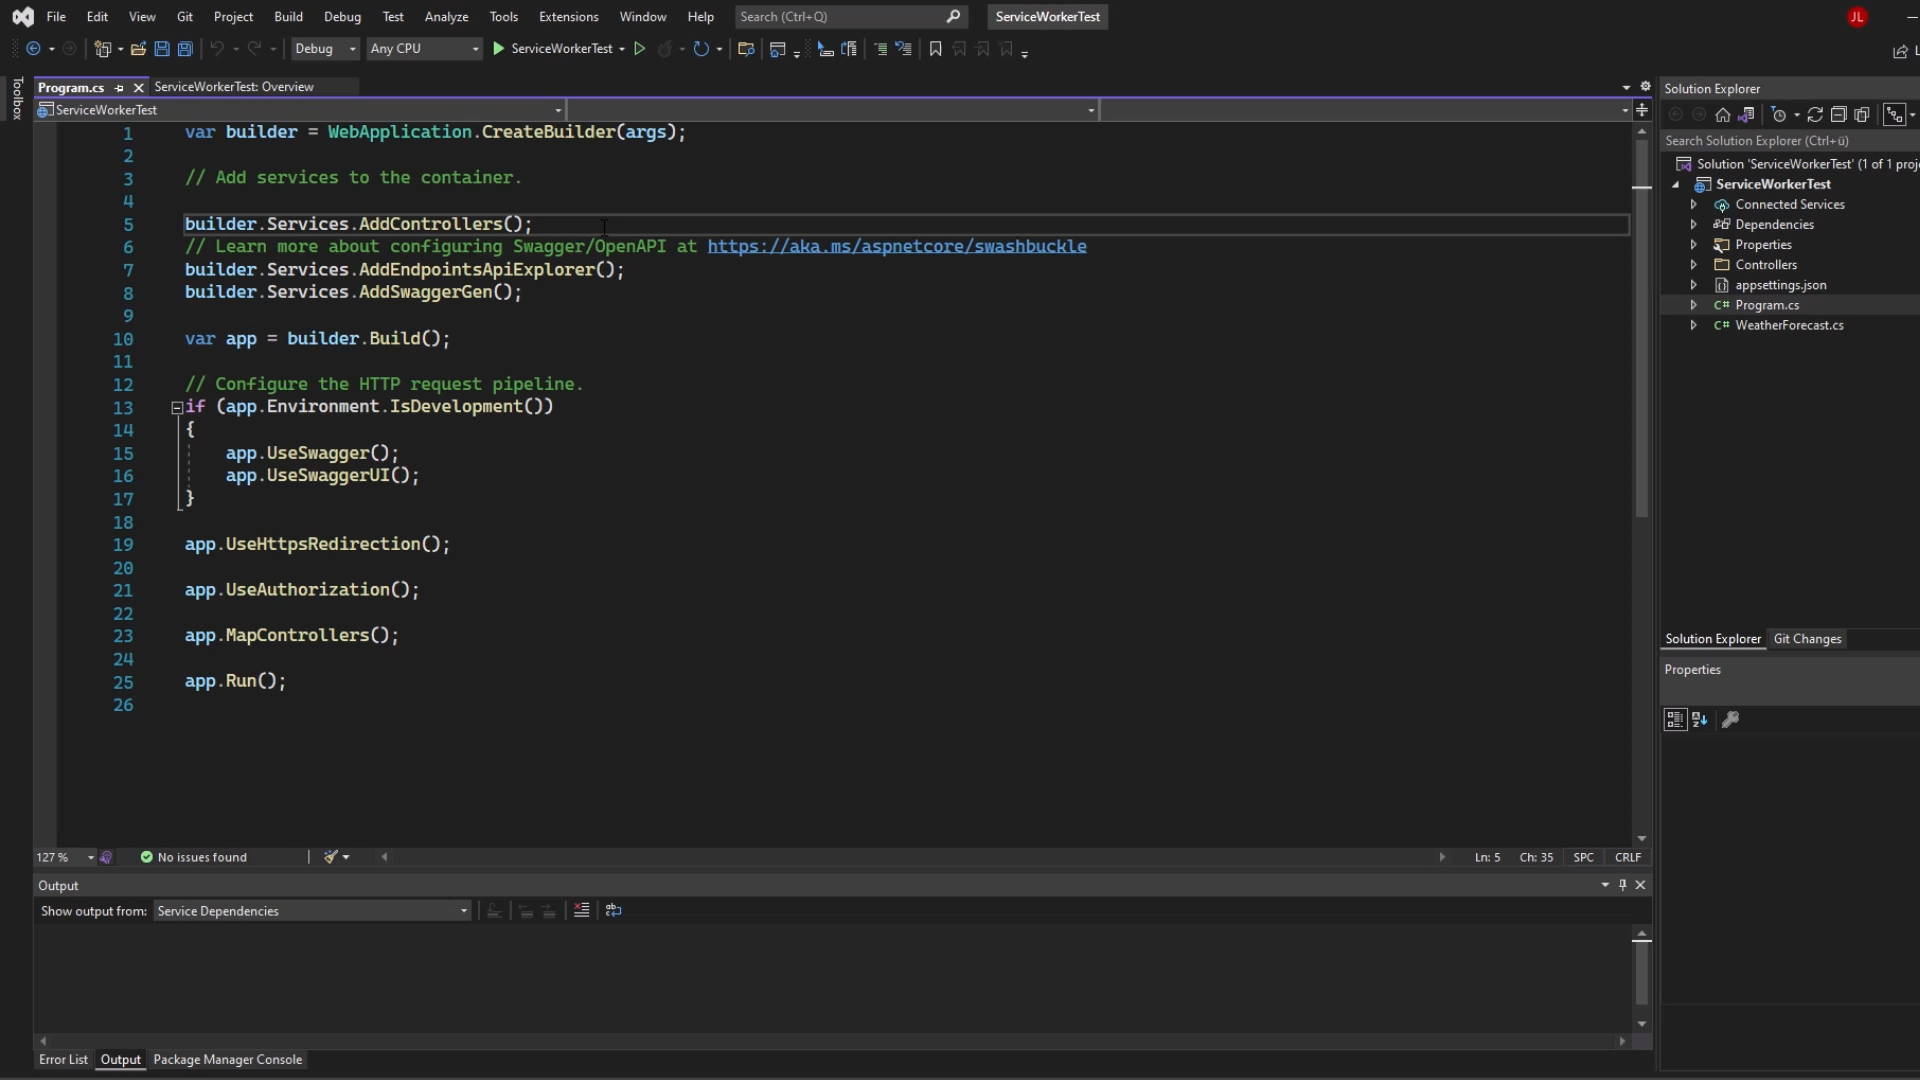 File Edit View Git Project Build Debug Test Analyze Tools Extensions Window Help Search (Ctrl+Q) ServiceWorkerTest JL
Debug Any CPU ServiceWorkerTest
Toolbox
Program.cs ServiceWorkerTest: Overview
ServiceWorkerTest
1 var builder = WebApplication.CreateBuilder(args);
2
3 // Add services to the container.
4
5 builder.Services.AddControllers();
6 // Learn more about configuring Swagger/OpenAPI at https://aka.ms/aspnetcore/swashbuckle
7 builder.Services.AddEndpointsApiExplorer();
8 builder.Services.AddSwaggerGen();
9
10 var app = builder.Build();
11
12 // Configure the HTTP request pipeline.
13 if (app.Environment.IsDevelopment())
14 {
15 app.UseSwagger();
16 app.UseSwaggerUI();
17 }
18
19 app.UseHttpsRedirection();
20
21 app.UseAuthorization();
22
23 app.MapControllers();
24
25 app.Run();
26
127 % No issues found Ln: 5 Ch: 35 SPC CRLF
Output
Show output from: Service Dependencies
Error List Output Package Manager Console
Solution Explorer
Search Solution Explorer (Ctrl+ü)
Solution 'ServiceWorkerTest' (1 of 1 proje
ServiceWorkerTest
Connected Services
Dependencies
Properties
Controllers
appsettings.json
C# Program.cs
C# WeatherForecast.cs
Solution Explorer Git Changes
Properties